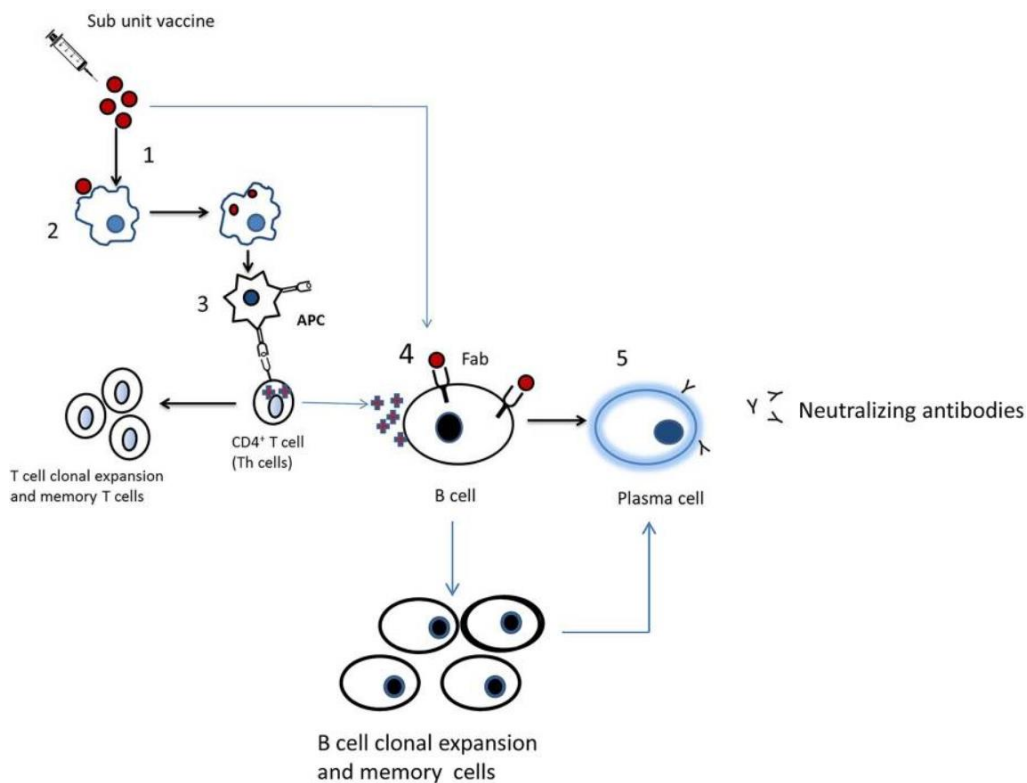 Sub unit vaccine
1
2
3
APC
4
Fab
5
Neutralizing antibodies
CD4⁺ T cell
(Th cells)
T cell clonal expansion
and memory T cells
B cell
Plasma cell
B cell clonal expansion
and memory cells